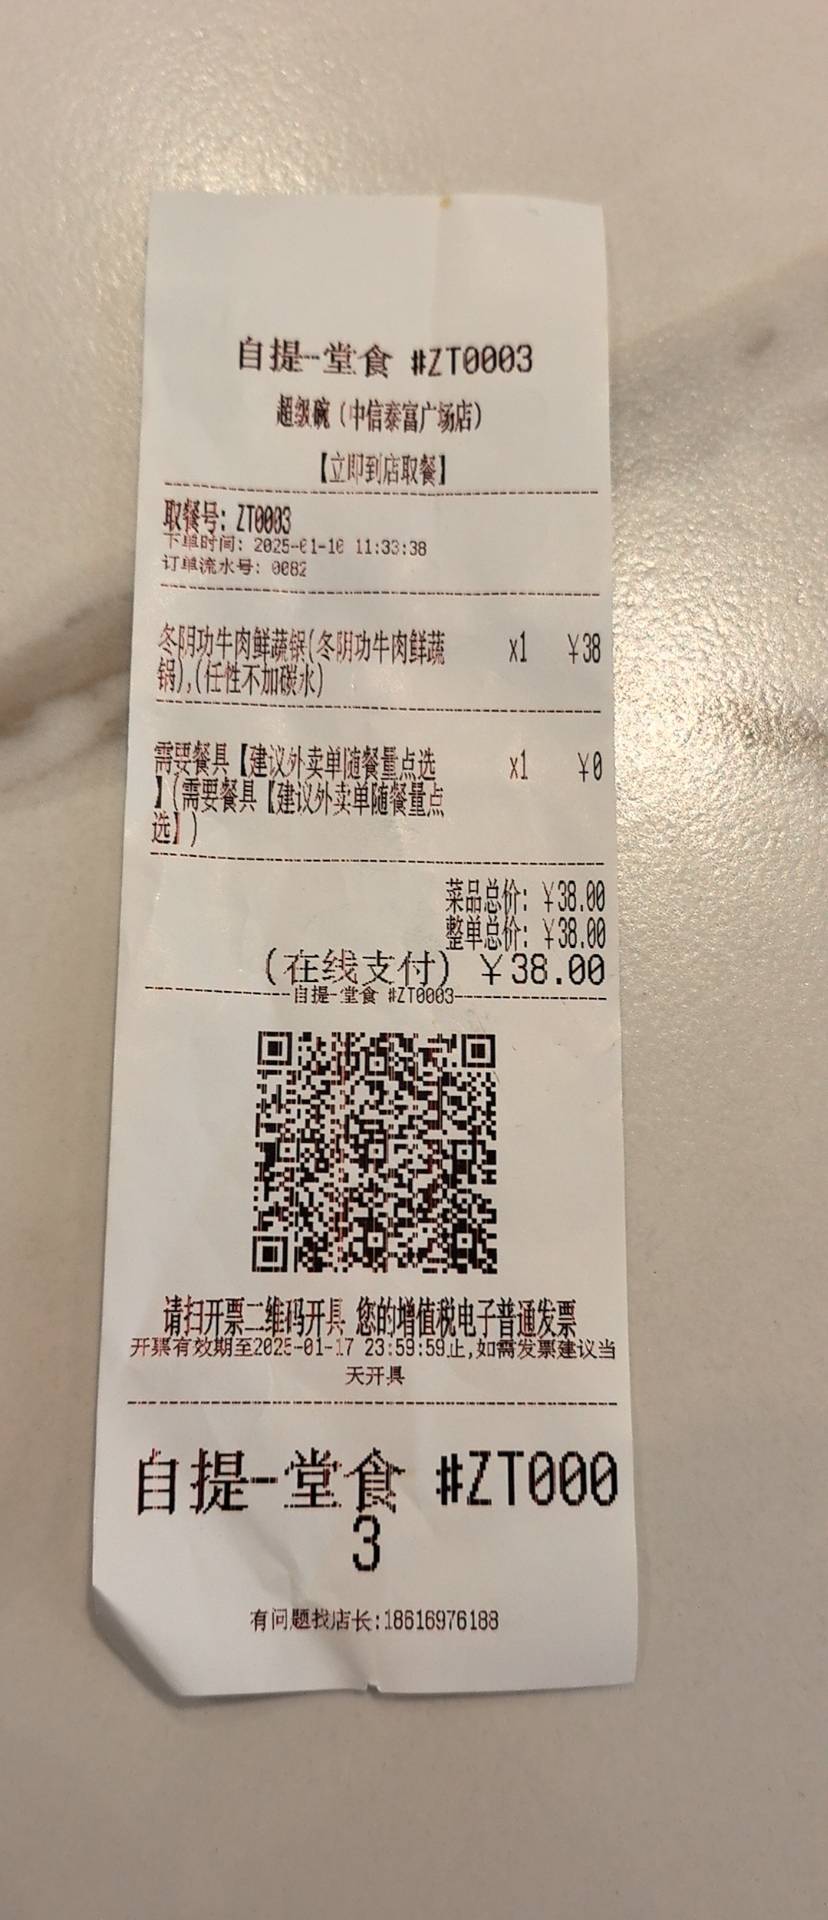 自提--堂食 #ZT0003
超级碗（中信泰富广场店）
【立即到店取餐】
取餐号: ZT0003
下单时间: 2025-01-16 11:33:38
订单流水号: 0082
冬阴功牛肉鲜蔬锅(冬阴功牛肉鲜蔬 x1 ￥38
锅),(任性不加碳水)
需要餐具【建议外卖单随餐量点选 x1 ￥0
】(需要餐具【建议外卖单随餐量点
选】)
菜品总价: ￥38.00
整单总价: ￥38.00
(在线支付) ￥38.00
自提-堂食 #ZT0003
请扫开票二维码开具 您的增值税电子普通发票
开票有效期至2025-01-17 23:59:59止,如需发票建议当
天开具
自提-堂食 #ZT000
3
有问题找店长:18616976188